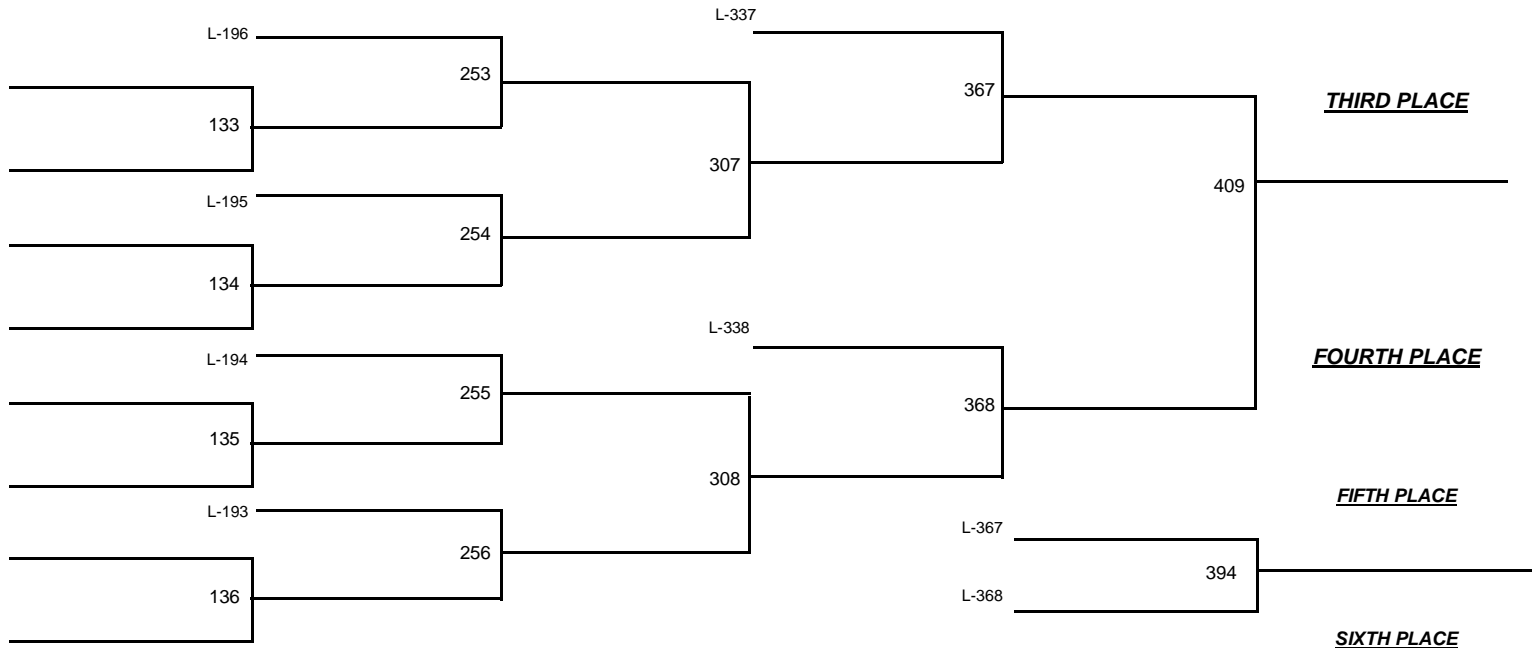 L-337
L-196
253
367
THIRD PLACE
133
307
409
L-195
254
134
L-338
L-194
FOURTH PLACE
255
368
135
308
FIFTH PLACE
L-193
L-367
256
394
136
L-368
SIXTH PLACE